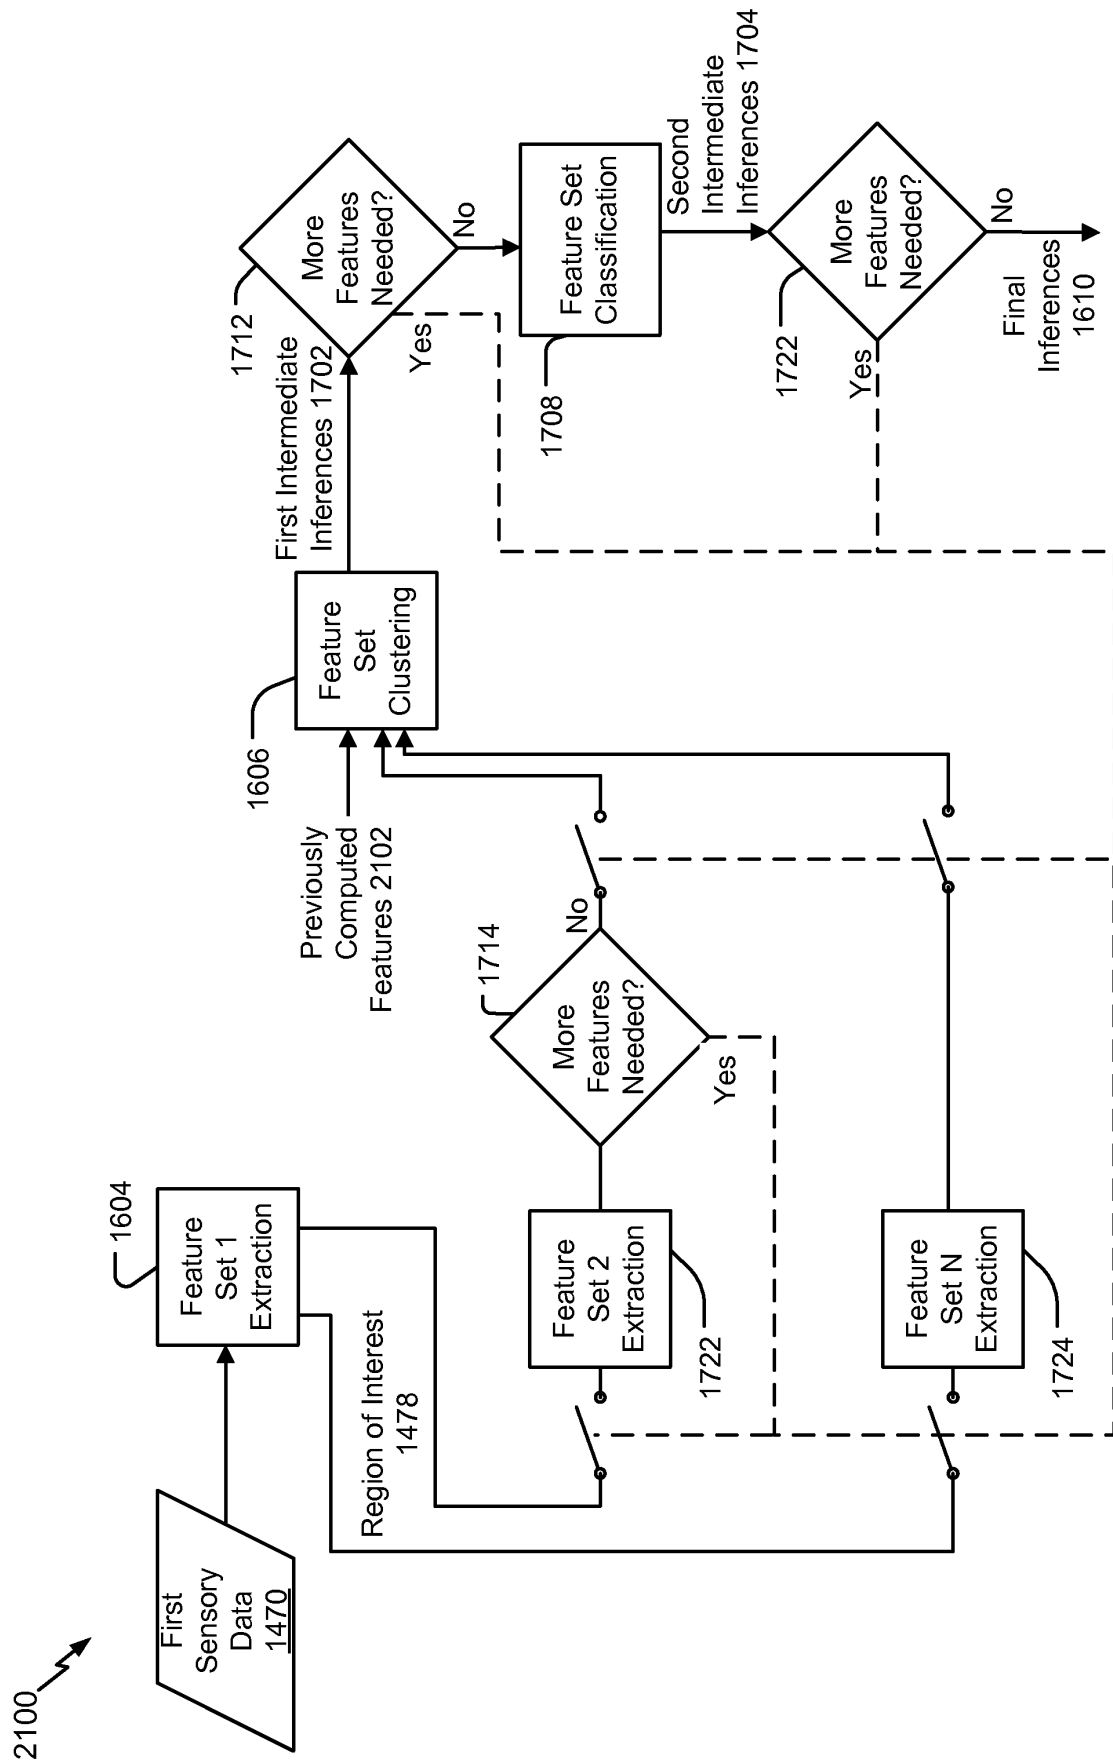 2100
First
Sensory
Data
1470
1604
Feature
Set 1
Extraction
Region of Interest
1478
Feature
Set 2
Extraction
1722
Feature
Set N
Extraction
1724
1714
More
Features
Needed?
No
Yes
Previously
Computed
Features 2102
1606
Feature
Set
Clustering
First Intermediate
Inferences 1702
1712
More
Features
Needed?
Yes
No
1708
Feature Set
Classification
Second
Intermediate
Inferences 1704
1722
More
Features
Needed?
Yes
No
Final
Inferences
1610